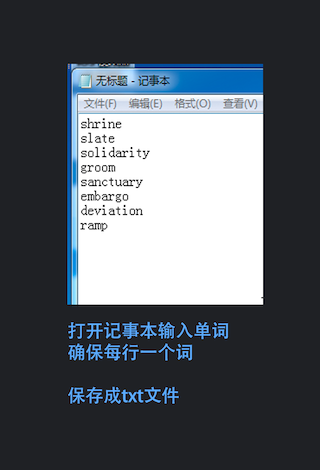 无标题 - 记事本
文件(F) 编辑(E) 格式(O) 查看(V)
shrine
slate
solidarity
groom
sanctuary
embargo
deviation
ramp
打开记事本输入单词
确保每行一个词
保存成txt文件